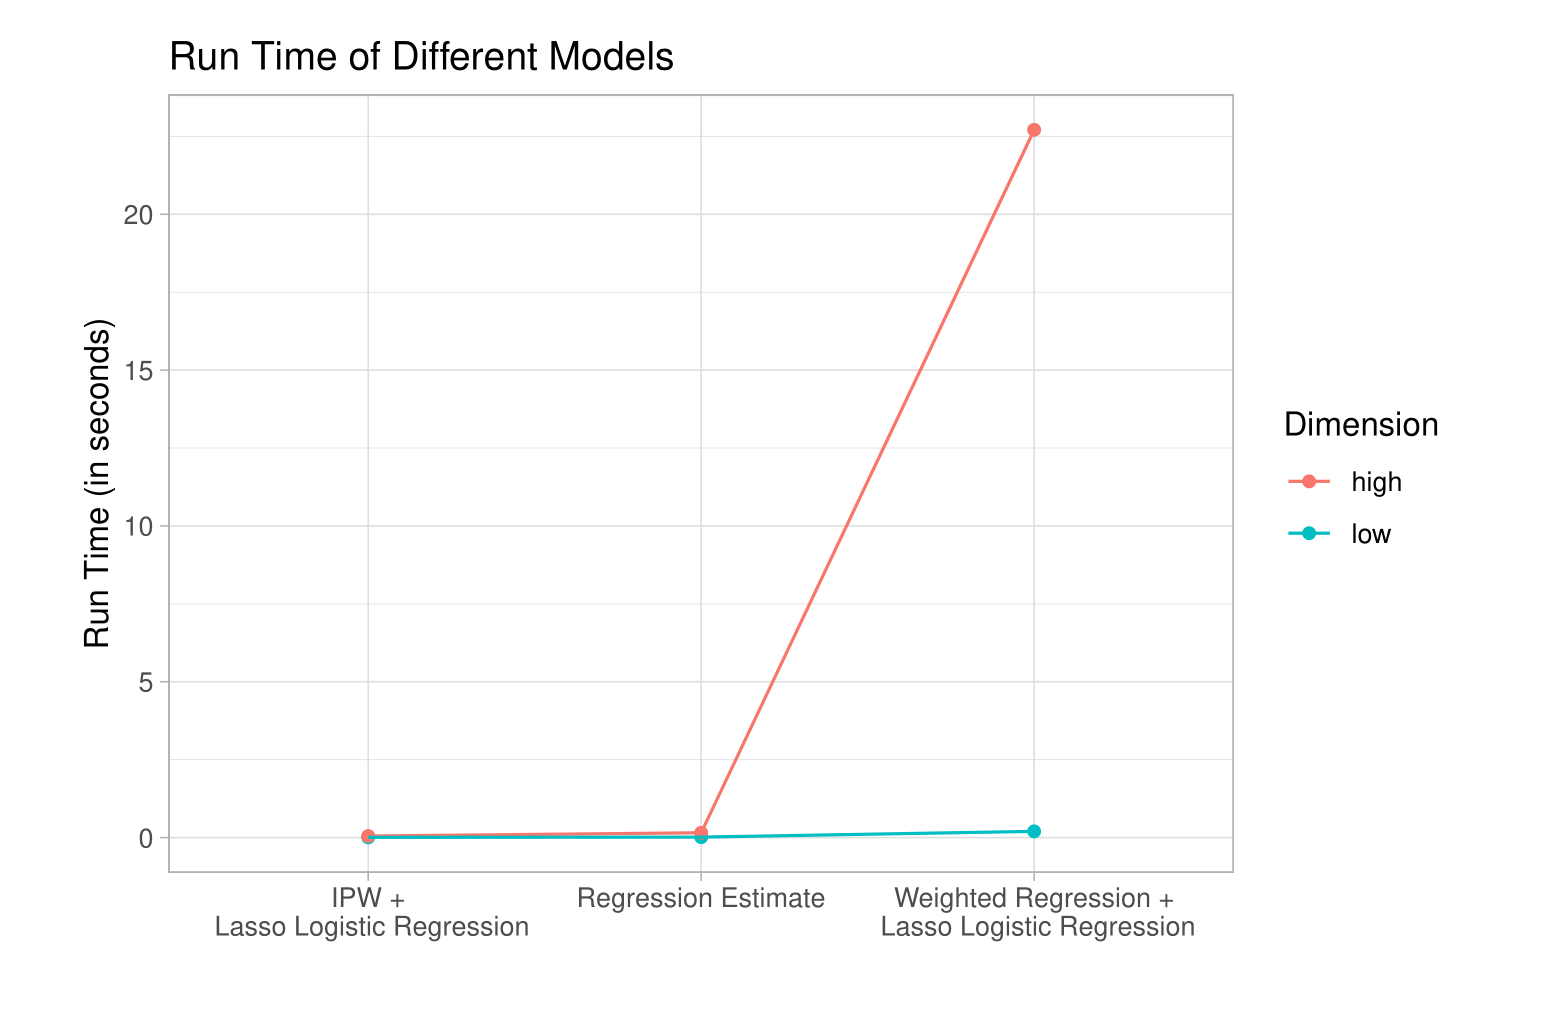 Run Time of Different Models
Run Time (in seconds)
20
15
10
5
0
IPW +
Lasso Logistic Regression
Regression Estimate
Weighted Regression +
Lasso Logistic Regression
Dimension
high
low